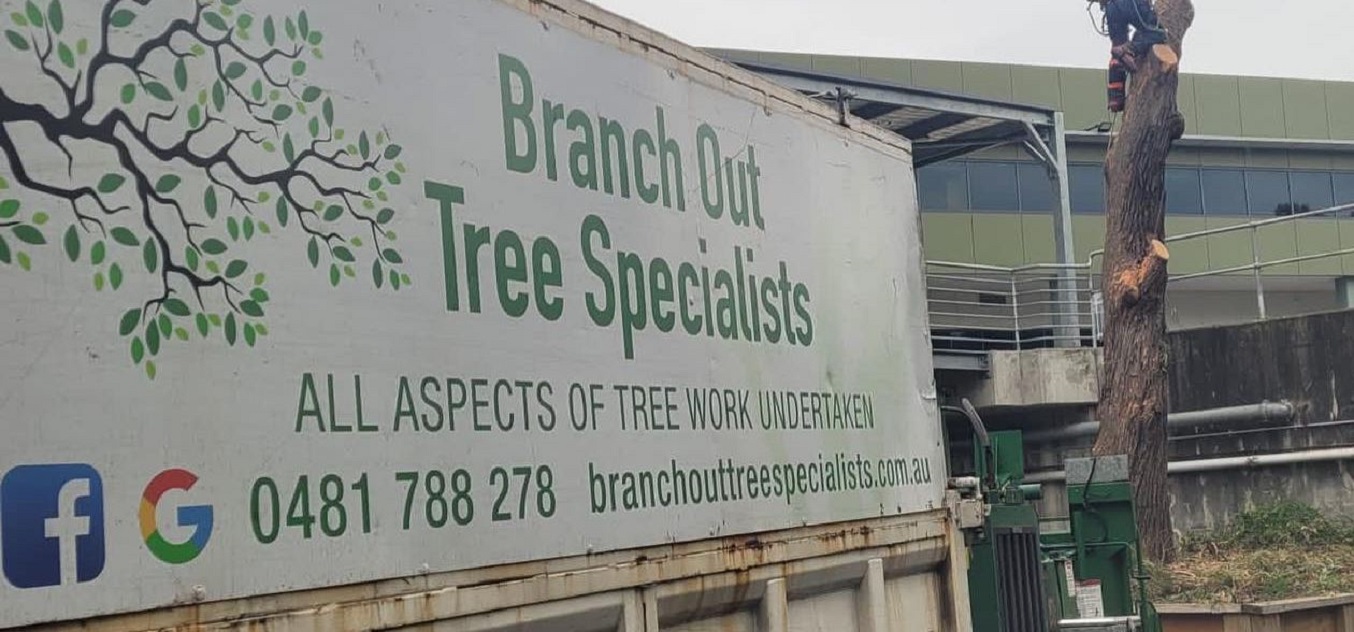 Branch Out
Tree Specialists
ALL ASPECTS OF TREE WORK UNDERTAKEN
f G 0481 788 278 branchouttreespecialists.com.au